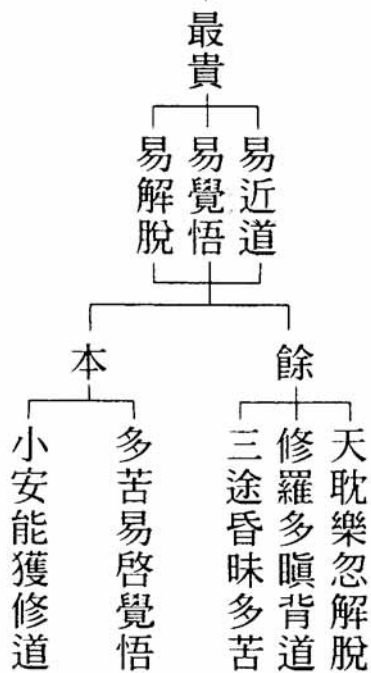 最貴
易近道
易覺悟
易解脫
餘
天耽樂忽解脫
修羅多瞋背道
三途昏昧多苦
本
多苦易啓覺悟
小安能獲修道